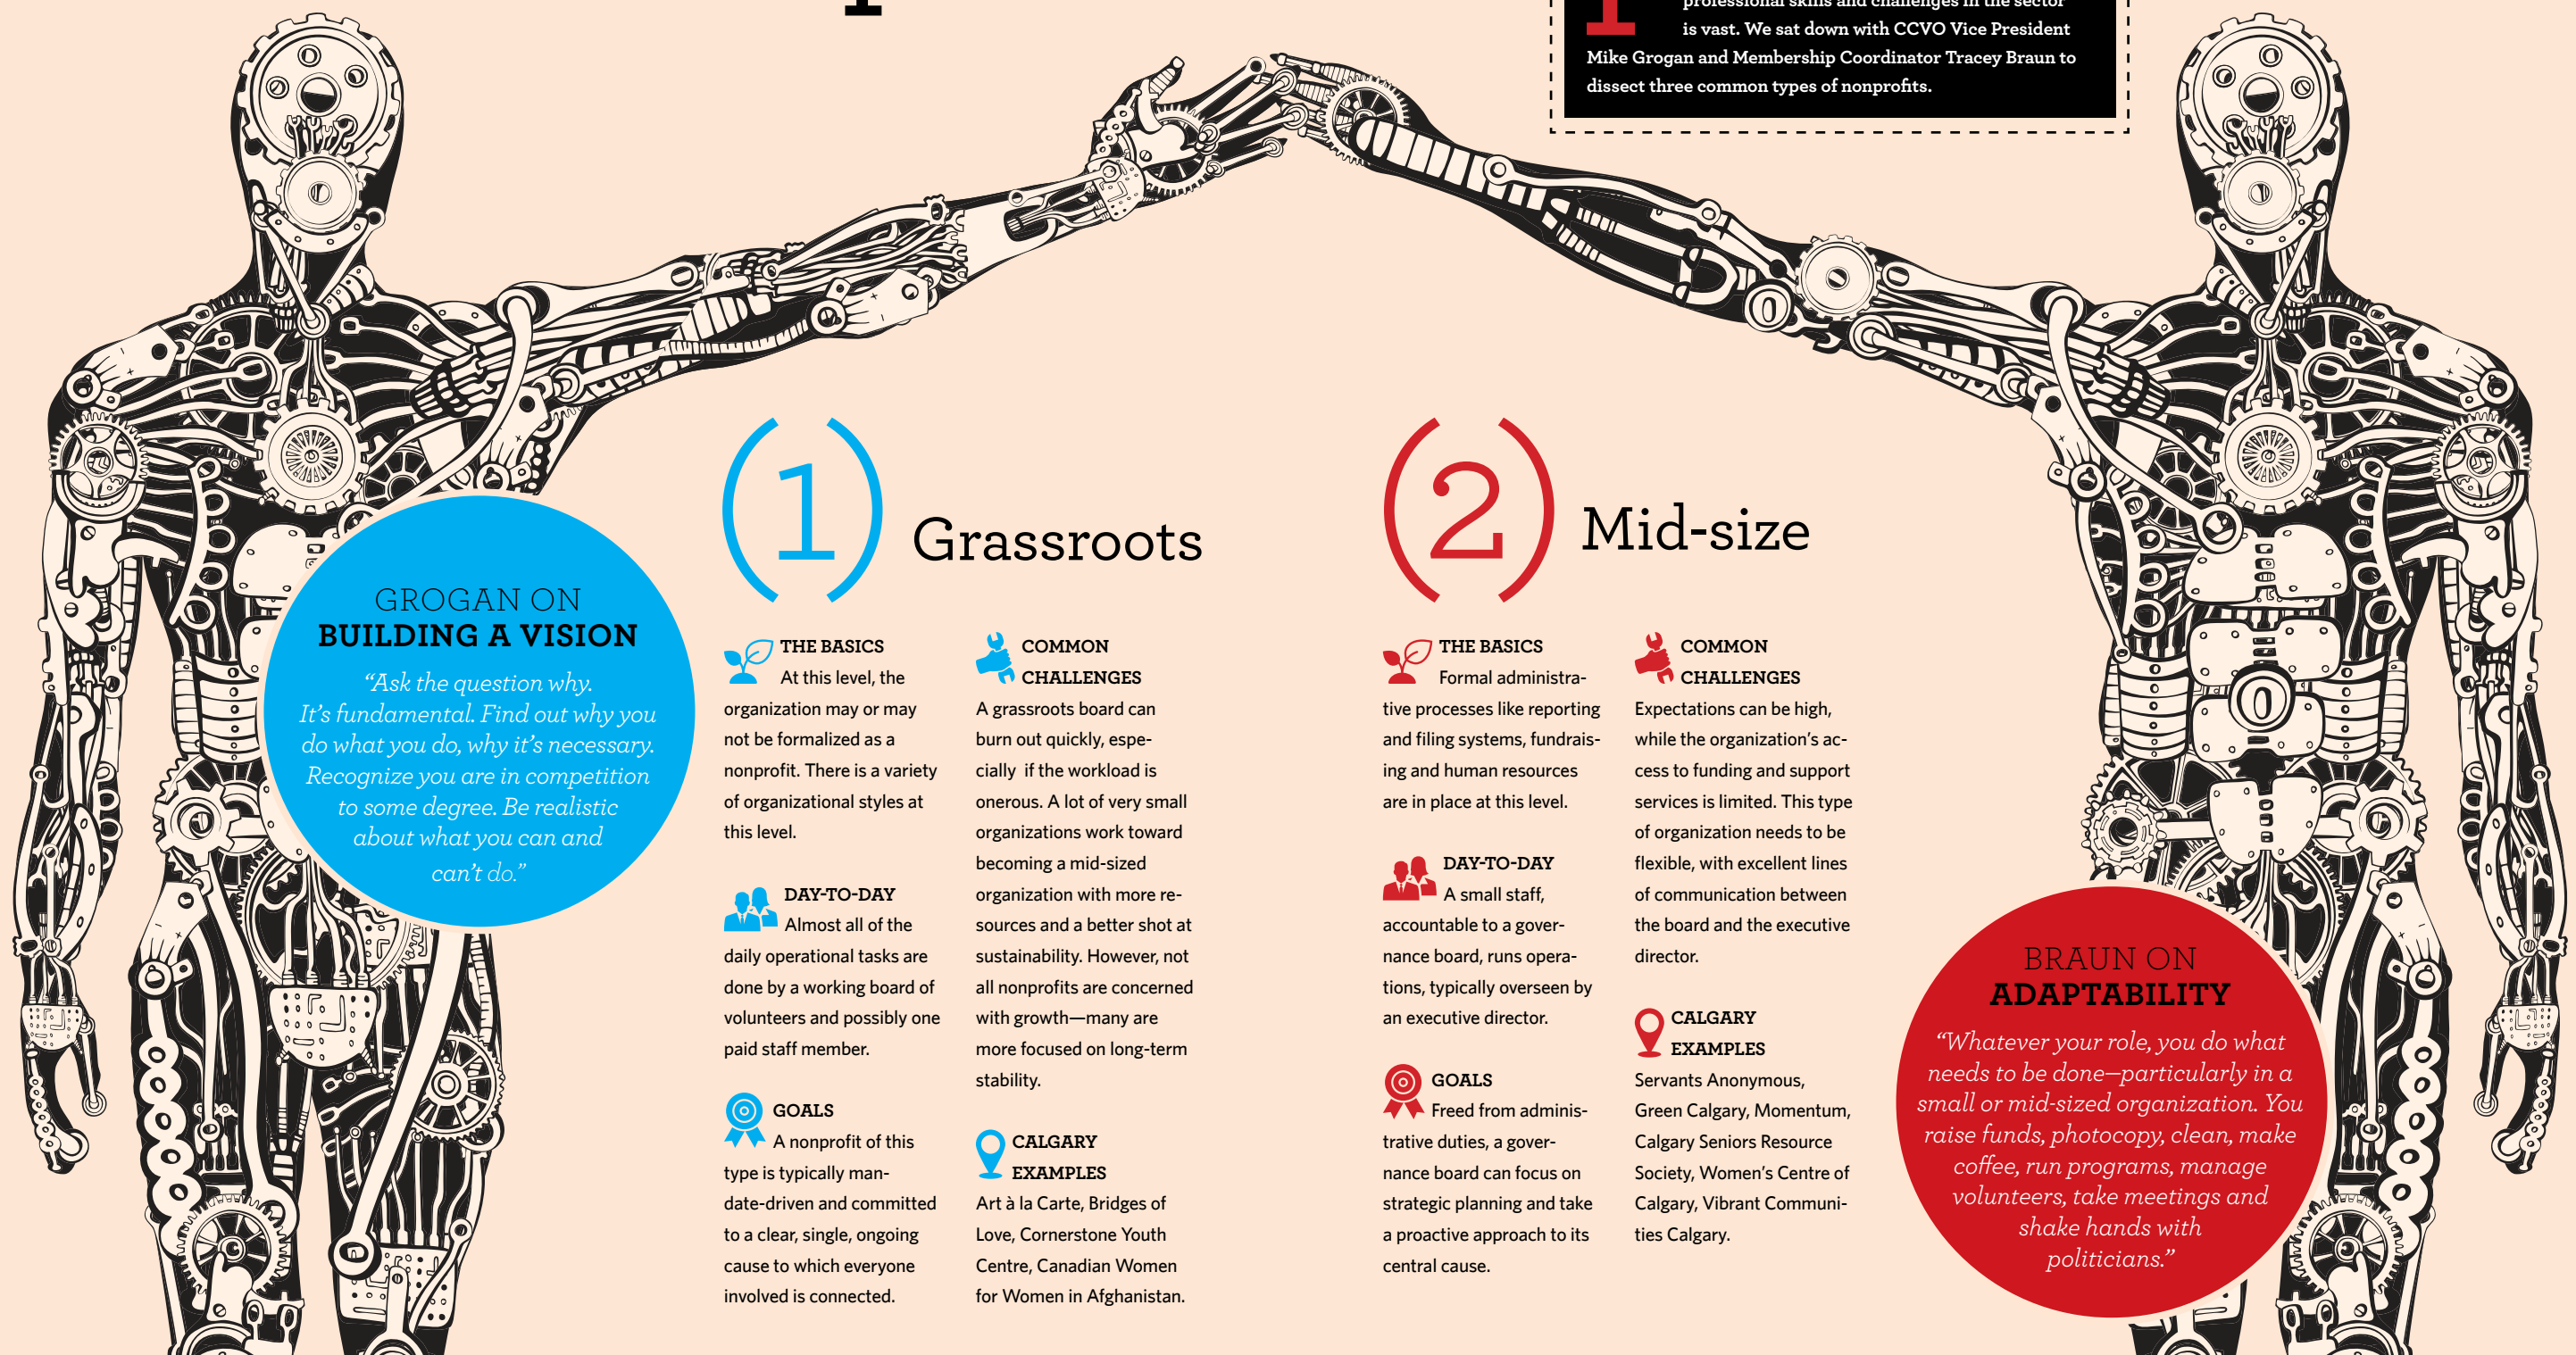 professional skills and challenges in the sector
is vast. We sat down with CCVO Vice President
Mike Grogan and Membership Coordinator Tracey Braun to
dissect three common types of nonprofits.
GROGAN ON
BUILDING A VISION
“Ask the question why.
It’s fundamental. Find out why you
do what you do, why it’s necessary.
Recognize you are in competition
to some degree. Be realistic
about what you can and
can’t do.”
(1) Grassroots
THE BASICS
At this level, the
organization may or may
not be formalized as a
nonprofit. There is a variety
of organizational styles at
this level.
DAY-TO-DAY
Almost all of the
daily operational tasks are
done by a working board of
volunteers and possibly one
paid staff member.
GOALS
A nonprofit of this
type is typically man-
date-driven and committed
to a clear, single, ongoing
cause to which everyone
involved is connected.
COMMON
CHALLENGES
A grassroots board can
burn out quickly, espe-
cially if the workload is
onerous. A lot of very small
organizations work toward
becoming a mid-sized
organization with more re-
sources and a better shot at
sustainability. However, not
all nonprofits are concerned
with growth—many are
more focused on long-term
stability.
CALGARY
EXAMPLES
Art à la Carte, Bridges of
Love, Cornerstone Youth
Centre, Canadian Women
for Women in Afghanistan.
(2) Mid-size
THE BASICS
Formal administra-
tive processes like reporting
and filing systems, fundrais-
ing and human resources
are in place at this level.
DAY-TO-DAY
A small staff,
accountable to a gover-
nance board, runs opera-
tions, typically overseen by
an executive director.
GOALS
Freed from adminis-
trative duties, a gover-
nance board can focus on
strategic planning and take
a proactive approach to its
central cause.
COMMON
CHALLENGES
Expectations can be high,
while the organization’s ac-
cess to funding and support
services is limited. This type
of organization needs to be
flexible, with excellent lines
of communication between
the board and the executive
director.
CALGARY
EXAMPLES
Servants Anonymous,
Green Calgary, Momentum,
Calgary Seniors Resource
Society, Women’s Centre of
Calgary, Vibrant Communi-
ties Calgary.
BRAUN ON
ADAPTABILITY
“Whatever your role, you do what
needs to be done—particularly in a
small or mid-sized organization. You
raise funds, photocopy, clean, make
coffee, run programs, manage
volunteers, take meetings and
shake hands with
politicians.”